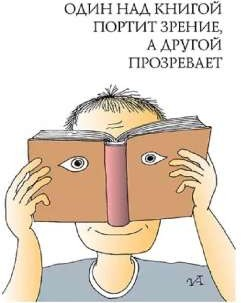 ОДИН НАД КНИГОЙ
ПОРТИТ ЗРЕНИЕ,
А ДРУГОЙ
ПРОЗРЕВАЕТ